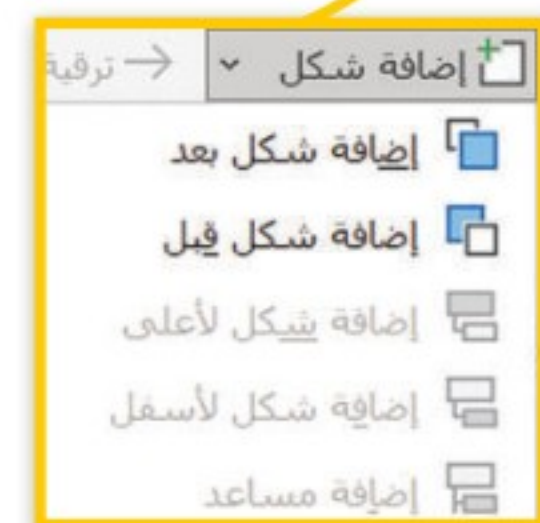 إضافة شكل ترقية
إضافة شكل بعد
إضافة شكل قبل
إضافة شكل لأعلى
إضافة شكل لأسفل
إضافة مساعد